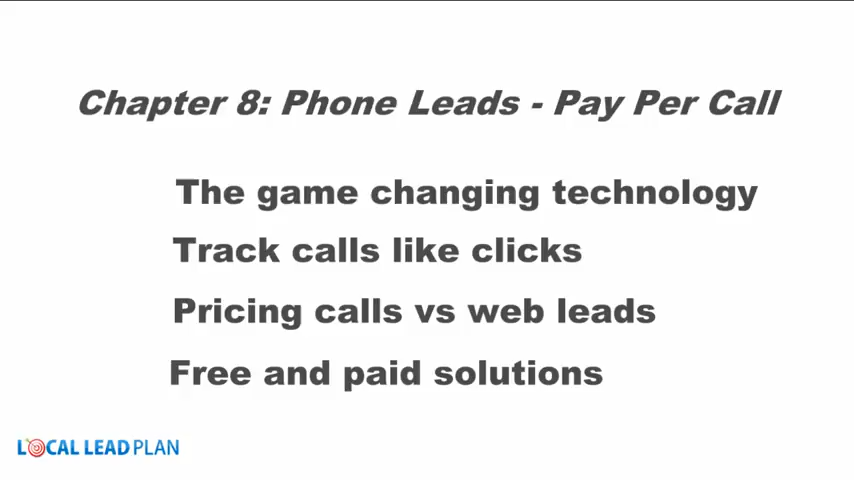 Chapter 8: Phone Leads - Pay Per Call
The game changing technology
Track calls like clicks
Pricing calls vs web leads
Free and paid solutions
LOCAL LEAD PLAN